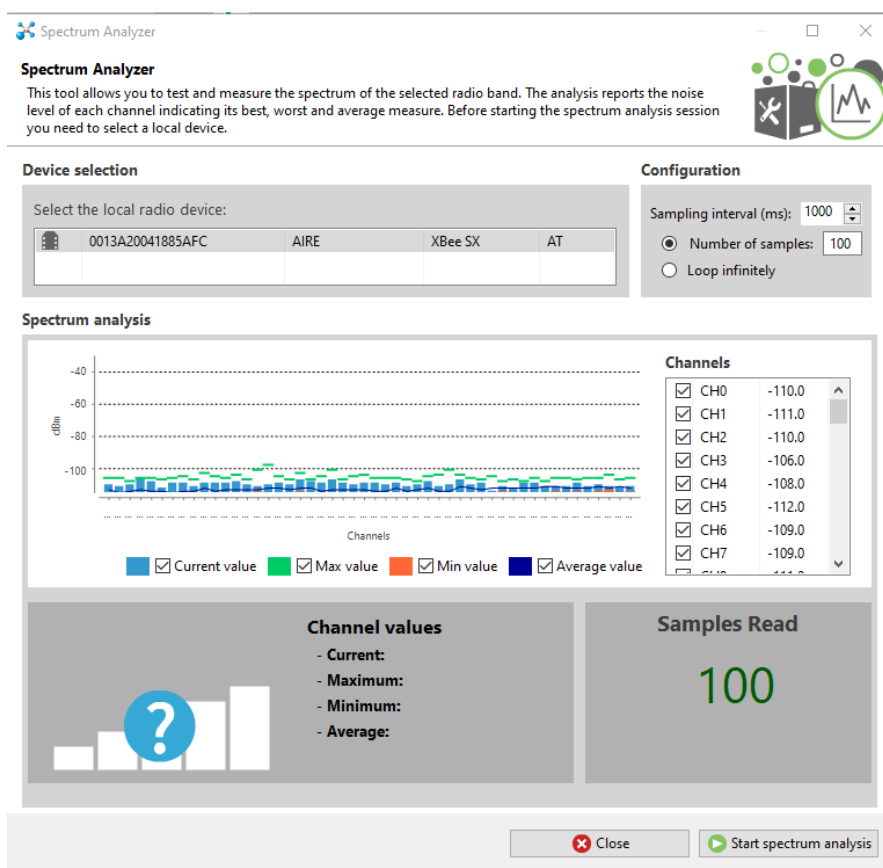 Spectrum Analyzer
Spectrum Analyzer
This tool allows you to test and measure the spectrum of the selected radio band. The analysis reports the noise
level of each channel indicating its best, worst and average measure. Before starting the spectrum analysis session
you need to select a local device.
Device selection
Select the local radio device:
0013A20041885AFC AIRE XBee SX AT
Configuration
Sampling interval (ms): 1000
Number of samples: 100
Loop infinitely
Spectrum analysis
-40
-60
-80
-100
dBm
Channels
Current value Max value Min value Average value
Channels
CH0 -110.0
CH1 -111.0
CH2 -110.0
CH3 -106.0
CH4 -108.0
CH5 -112.0
CH6 -109.0
CH7 -109.0
Channel values
- Current:
- Maximum:
- Minimum:
- Average:
?
Samples Read
100
Close
Start spectrum analysis